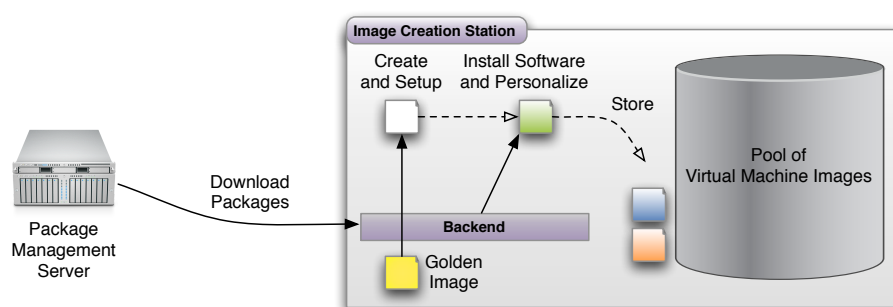 Image Creation Station
Create
and Setup
Install Software
and Personalize
Store
Pool of
Virtual Machine Images
Download
Packages
Backend
Package
Management
Server
Golden
Image